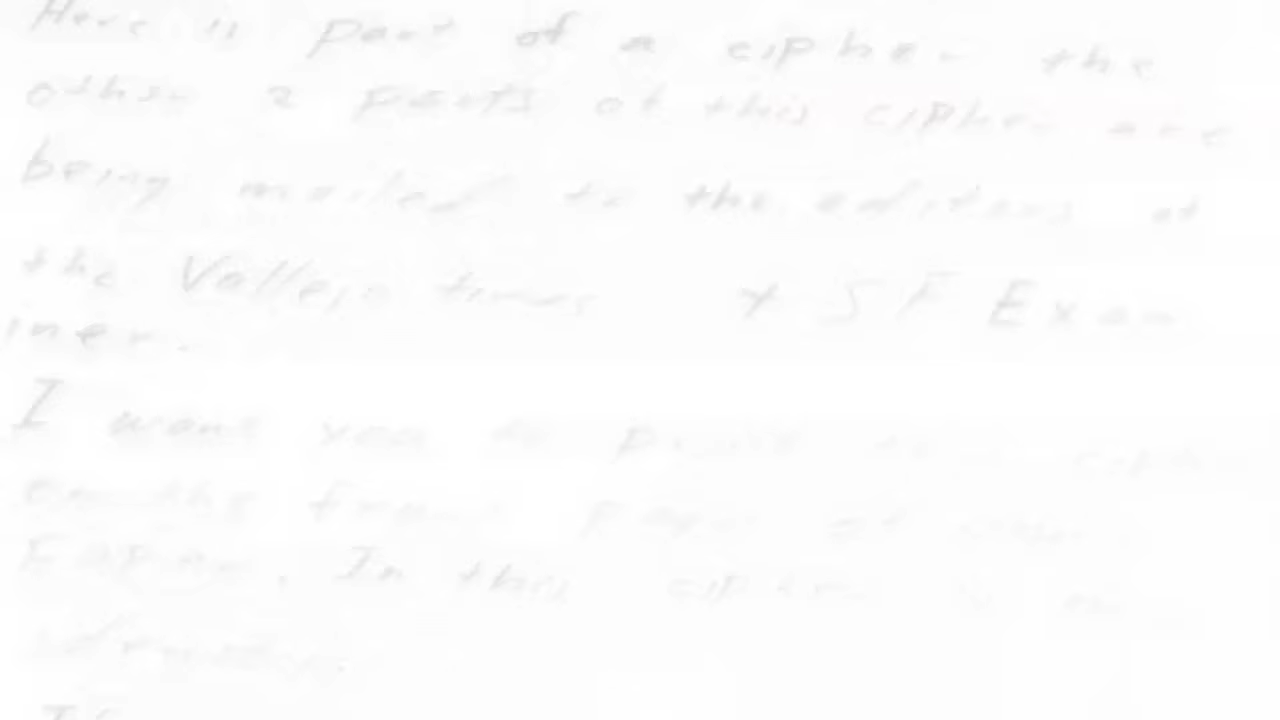 Here is part of a cipher the
other 2 parts of this cipher are
being mailed to the editors of
the Vallejo times + SF Exam
iner.
I want you to print this cipher
on the front page of your
paper. In this cipher is my